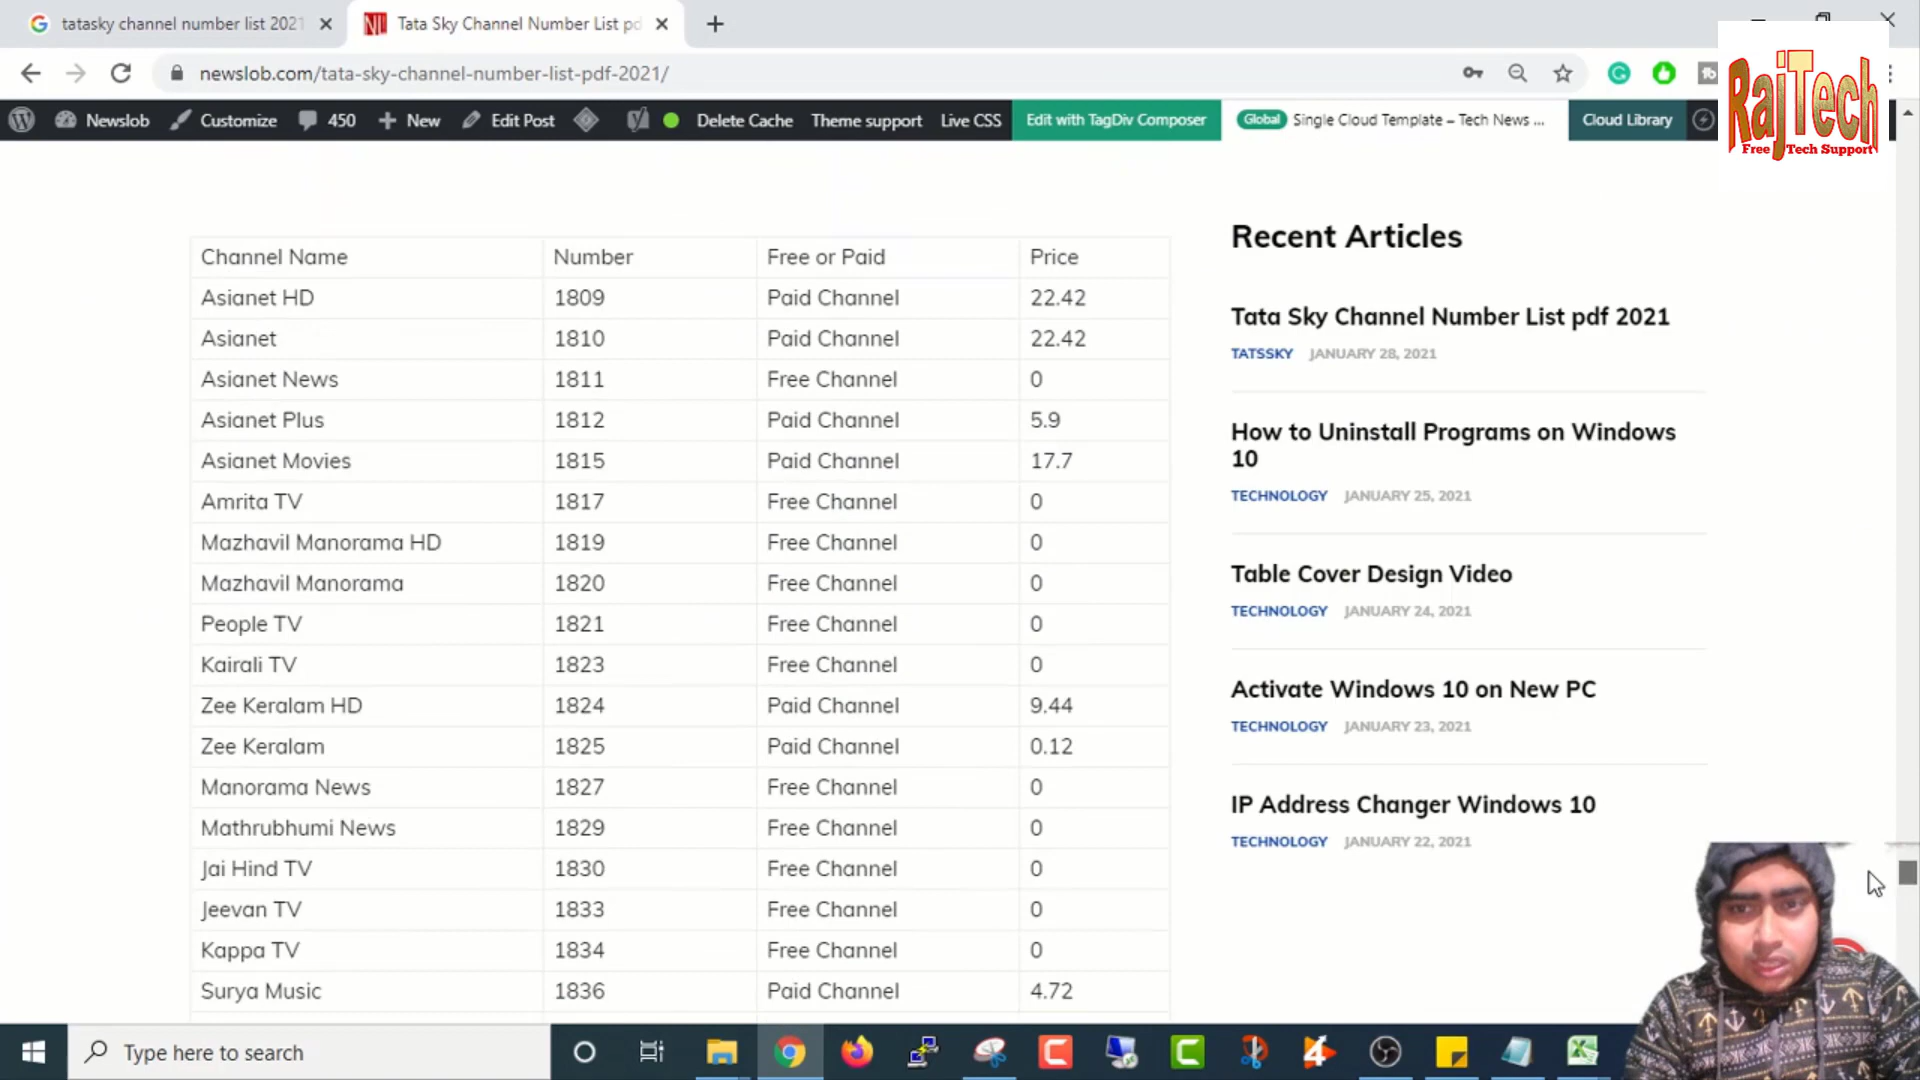 tatasky channel number list 2021
Tata Sky Channel Number List pd
newslob.com/tata-sky-channel-number-list-pdf-2021/
Newslob Customize 450 New Edit Post Delete Cache Theme support Live CSS Edit with TagDiv Composer Global Single Cloud Template – Tech News ... Cloud Library
RajTech
Free Tech Support
Channel Name Number Free or Paid Price
Asianet HD 1809 Paid Channel 22.42
Asianet 1810 Paid Channel 22.42
Asianet News 1811 Free Channel 0
Asianet Plus 1812 Paid Channel 5.9
Asianet Movies 1815 Paid Channel 17.7
Amrita TV 1817 Free Channel 0
Mazhavil Manorama HD 1819 Free Channel 0
Mazhavil Manorama 1820 Free Channel 0
People TV 1821 Free Channel 0
Kairali TV 1823 Free Channel 0
Zee Keralam HD 1824 Paid Channel 9.44
Zee Keralam 1825 Paid Channel 0.12
Manorama News 1827 Free Channel 0
Mathrubhumi News 1829 Free Channel 0
Jai Hind TV 1830 Free Channel 0
Jeevan TV 1833 Free Channel 0
Kappa TV 1834 Free Channel 0
Surya Music 1836 Paid Channel 4.72
Recent Articles
Tata Sky Channel Number List pdf 2021
TATSSKY JANUARY 28, 2021
How to Uninstall Programs on Windows
10
TECHNOLOGY JANUARY 25, 2021
Table Cover Design Video
TECHNOLOGY JANUARY 24, 2021
Activate Windows 10 on New PC
TECHNOLOGY JANUARY 23, 2021
IP Address Changer Windows 10
TECHNOLOGY JANUARY 22, 2021
Type here to search